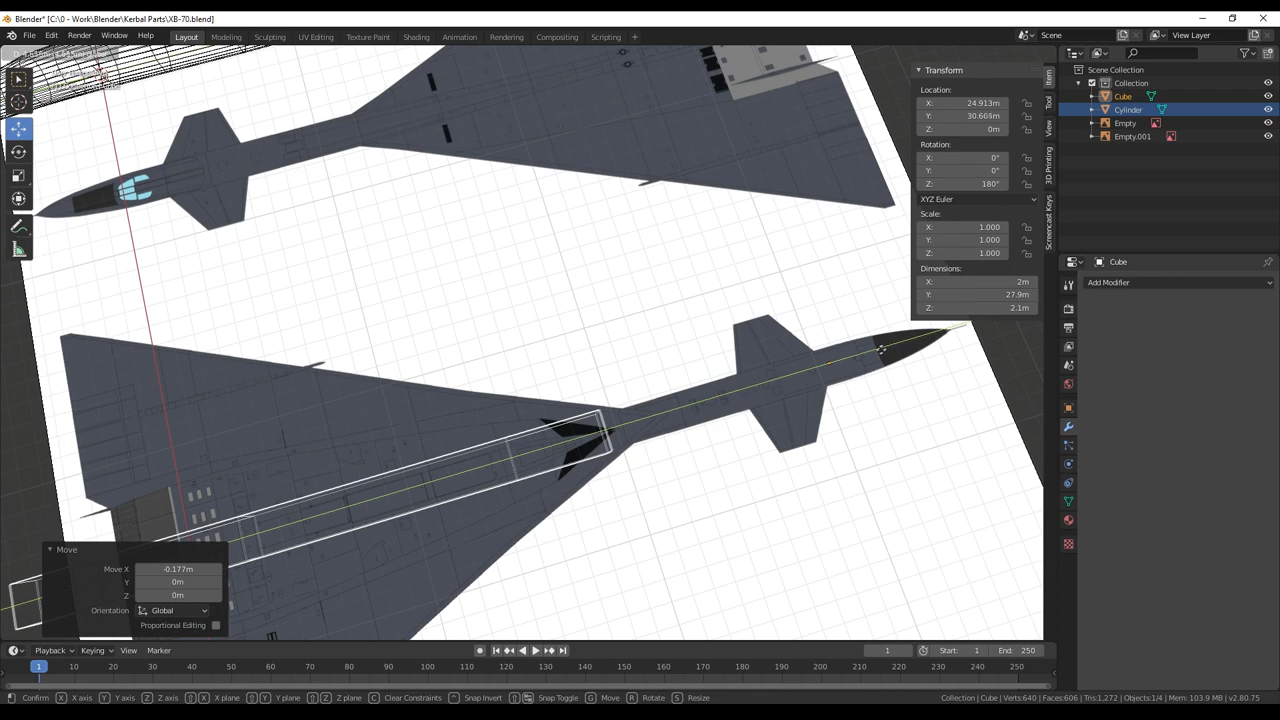 Blender* [C:\0 - Work\Blender\Kerbal Parts\XB-70.blend]
File Edit Render Window Help Layout Modeling Sculpting UV Editing Texture Paint Shading Animation Rendering Compositing Scripting + Scene View Layer
Transform
Location:
X: 24.913m
Y: 30.605m
Z: 0m
Rotation:
X: 0°
Y: 0°
Z: 180°
XYZ Euler
Scale:
X: 1.000
Y: 1.000
Z: 1.000
Dimensions:
X: 2m
Y: 27.9m
Z: 2.1m
Item
Tool
View
3D Printing
Screencast Keys
Scene Collection
Collection
Cube
Cylinder
Empty
Empty.001
Cube
Add Modifier
Move
Move X -0.177m
Y 0m
Z 0m
Orientation Global
Proportional Editing
Playback Keying View Marker 1 Start: 1 End: 250
1 10 20 30 40 50 60 70 80 90 100 110 120 130 140 150 160 170 180 190 200 210 220 230 240 250
Confirm X X axis Y Y axis Z Z axis X X plane Y Y plane Z Z plane C Clear Constraints Snap Invert Snap Toggle G Move R Rotate S Resize Collection | Cube | Verts:640 | Faces:606 | Tris:1,272 | Objects:1/4 | Mem: 103.9 MB | v2.80.75